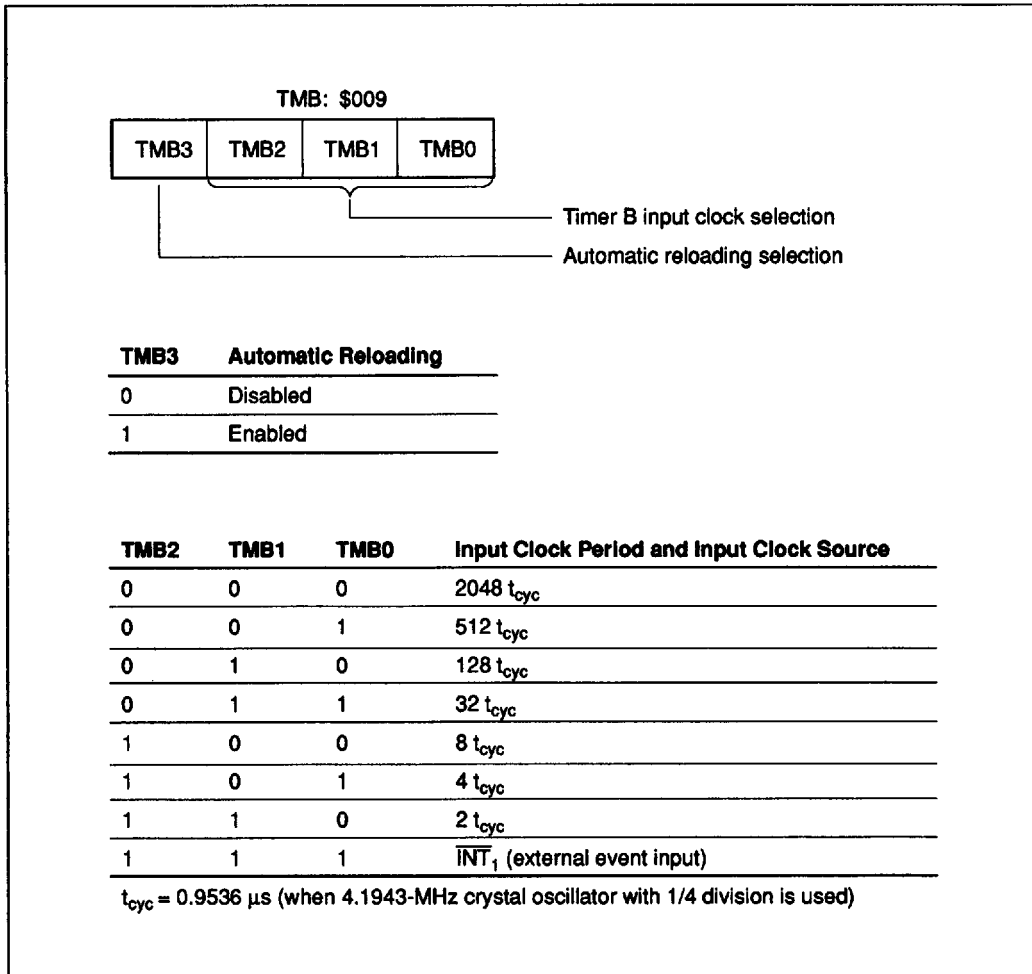 TMB: $009
TMB3 TMB2 TMB1 TMB0
Timer B input clock selection
Automatic reloading selection
TMB3 Automatic Reloading
0 Disabled
1 Enabled
TMB2 TMB1 TMB0 Input Clock Period and Input Clock Source
0 0 0 2048 tcyc
0 0 1 512 tcyc
0 1 0 128 tcyc
0 1 1 32 tcyc
1 0 0 8 tcyc
1 0 1 4 tcyc
1 1 0 2 tcyc
1 1 1 I̅N̅T̅₁ (external event input)
tcyc = 0.9536 µs (when 4.1943-MHz crystal oscillator with 1/4 division is used)